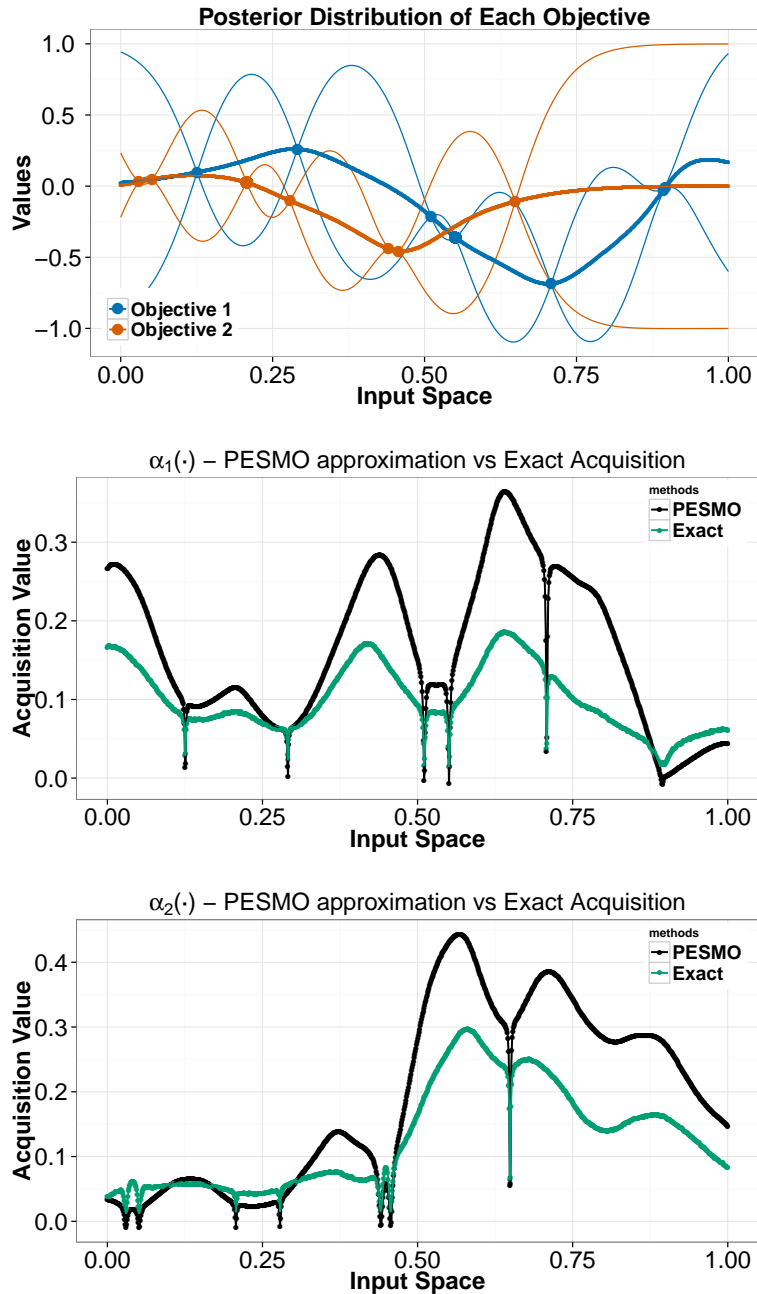 Posterior Distribution of Each Objective
Values
1.0
0.5
0.0
−0.5
−1.0
Objective 1
Objective 2
0.00 0.25 0.50 0.75 1.00
Input Space
α₁(·) − PESMO approximation vs Exact Acquisition
Acquisition Value
0.3
0.2
0.1
0.0
methods
PESMO
Exact
0.00 0.25 0.50 0.75 1.00
Input Space
α₂(·) − PESMO approximation vs Exact Acquisition
Acquisition Value
0.4
0.3
0.2
0.1
0.0
methods
PESMO
Exact
0.00 0.25 0.50 0.75 1.00
Input Space